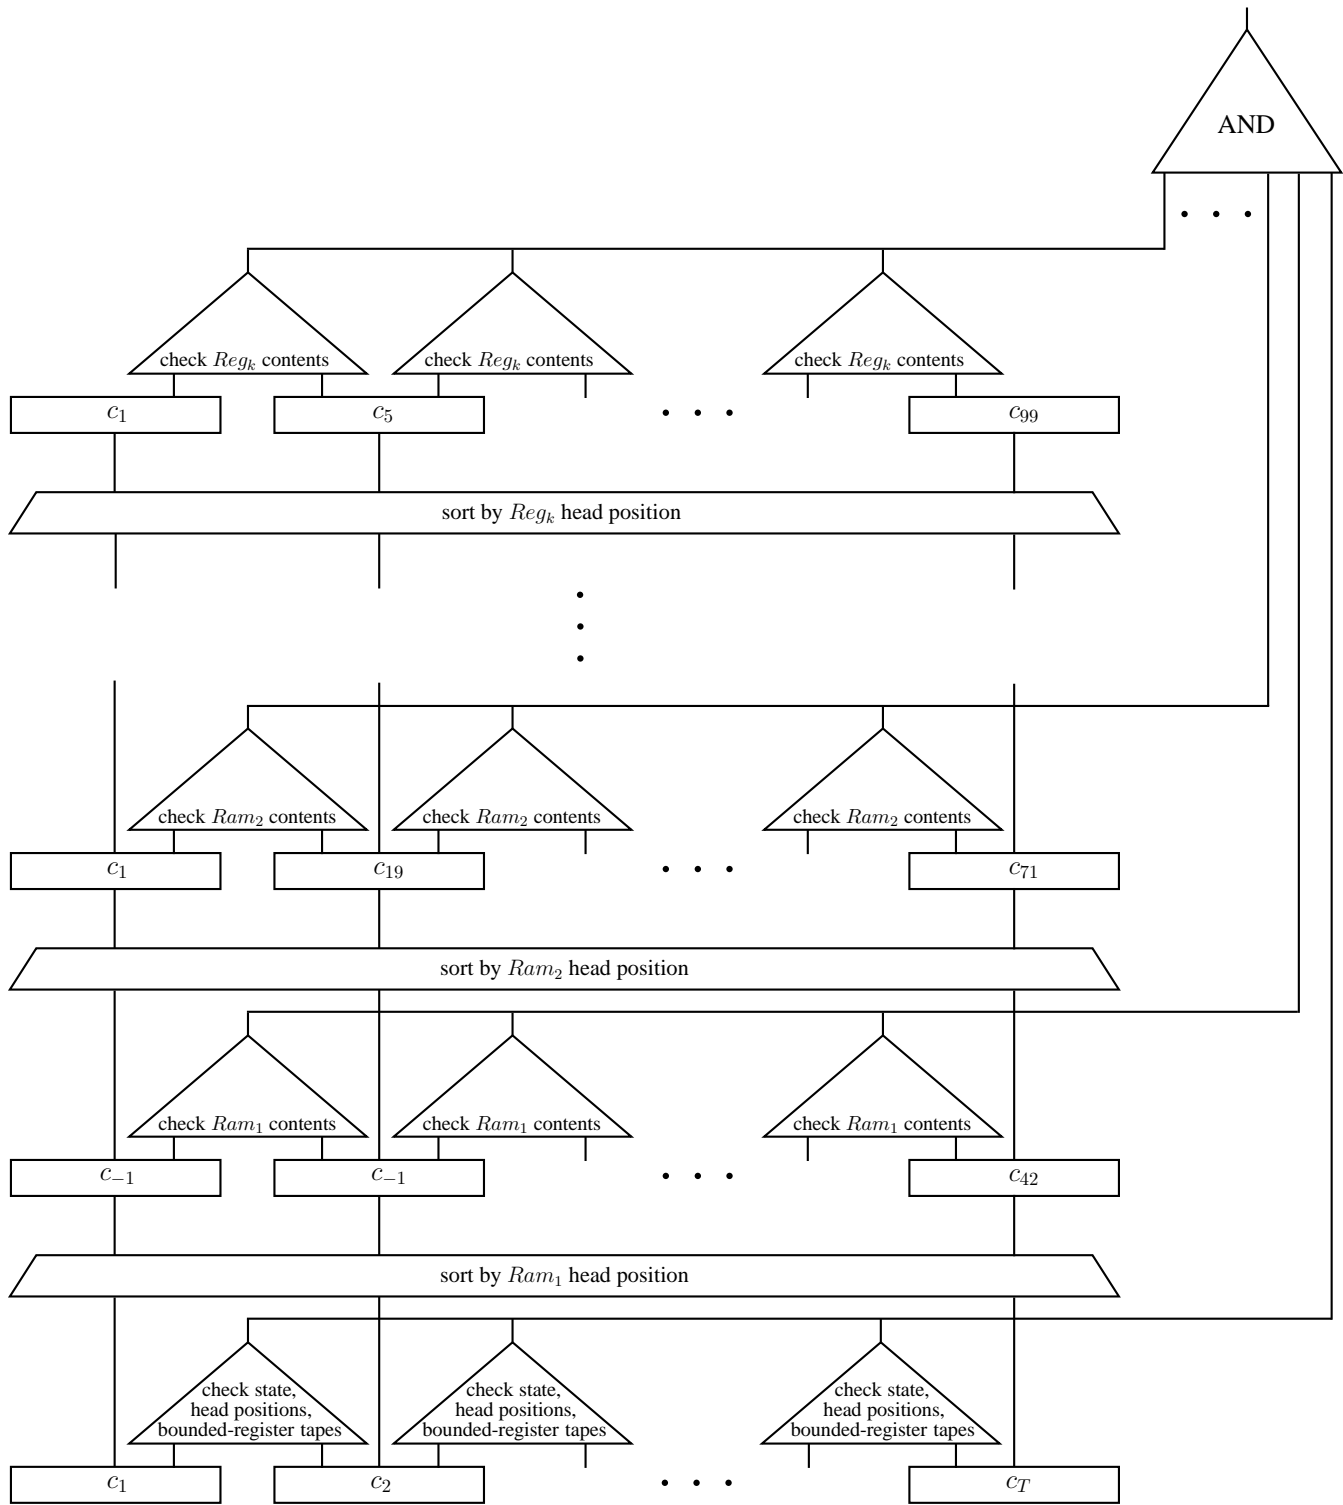 AND
check Reg_k contents check Reg_k contents check Reg_k contents
c_1 c_5 . . . c_99
sort by Reg_k head position
check Ram_2 contents check Ram_2 contents check Ram_2 contents
c_1 c_19 . . . c_71
sort by Ram_2 head position
check Ram_1 contents check Ram_1 contents check Ram_1 contents
c_{-1} c_{-1} . . . c_42
sort by Ram_1 head position
check state, check state, check state,
head positions, head positions, head positions,
bounded-register tapes bounded-register tapes bounded-register tapes
c_1 c_2 . . . c_T